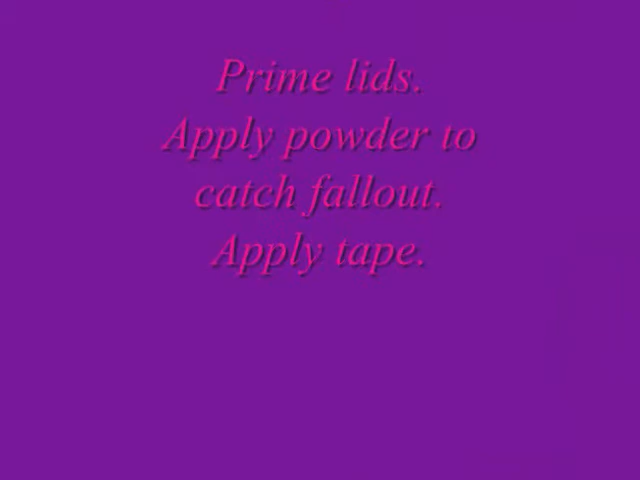 Prime lids.
Apply powder to
catch fallout.
Apply tape.